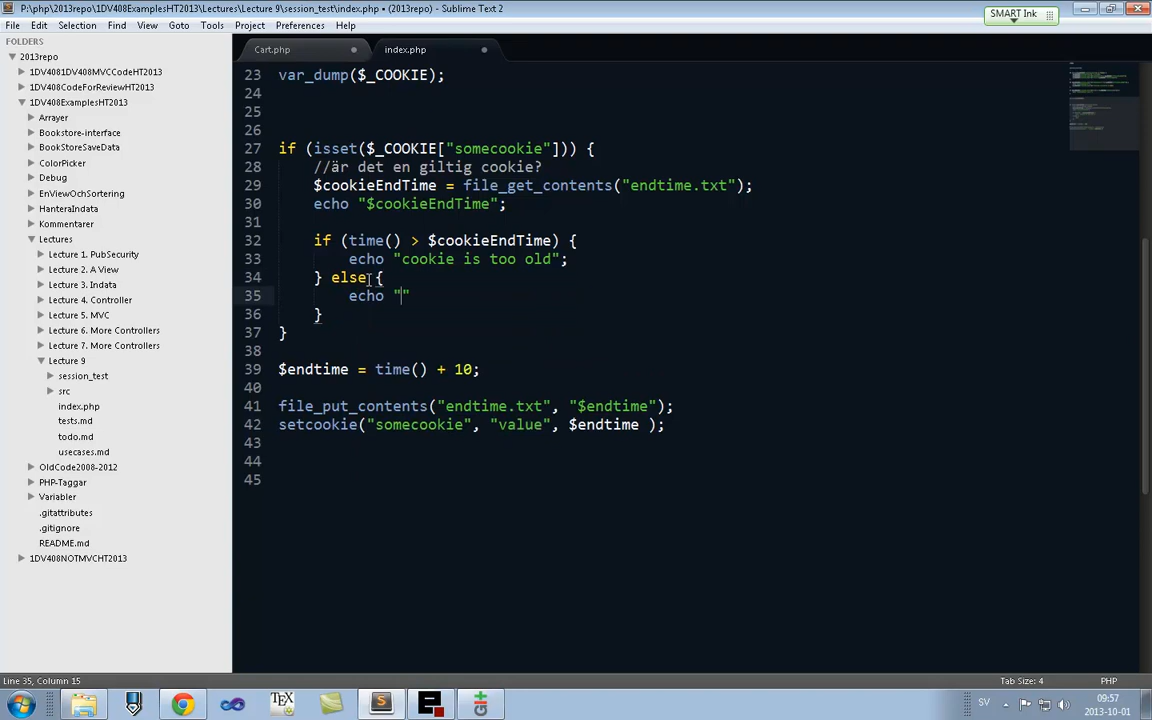 P:\php\2013repo\1DV408ExamplesHT2013\Lectures\Lecture 9\session_test\index.php • (2013repo) - Sublime Text 2
SMART Ink
File Edit Selection Find View Goto Tools Project Preferences Help
FOLDERS
2013repo
1DV4081DV408MVCCodeHT2013
1DV408CodeForReviewHT2013
1DV408ExamplesHT2013
Arrayer
Bookstore-interface
BookStoreSaveData
ColorPicker
Debug
EnViewOchSortering
HanteraIndata
Kommentarer
Lectures
Lecture 1. PubSecurity
Lecture 2. A View
Lecture 3. Indata
Lecture 4. Controller
Lecture 5. MVC
Lecture 6. More Controllers
Lecture 7. More Controllers
Lecture 9
session_test
src
index.php
tests.md
todo.md
usecases.md
OldCode2008-2012
PHP-Taggar
Variabler
.gitattributes
.gitignore
README.md
1DV408NOTMVCHT2013
Cart.php index.php
23 var_dump($_COOKIE);
24
25
26
27 if (isset($_COOKIE["somecookie"])) {
28 //är det en giltig cookie?
29 $cookieEndTime = file_get_contents("endtime.txt");
30 echo "$cookieEndTime";
31
32 if (time() > $cookieEndTime) {
33 echo "cookie is too old";
34 } else {
35 echo ""
36 }
37 }
38
39 $endtime = time() + 10;
40
41 file_put_contents("endtime.txt", "$endtime");
42 setcookie("somecookie", "value", $endtime );
43
44
45
Line 35, Column 15
Tab Size: 4 PHP
TEX
SV
09:57
2013-10-01